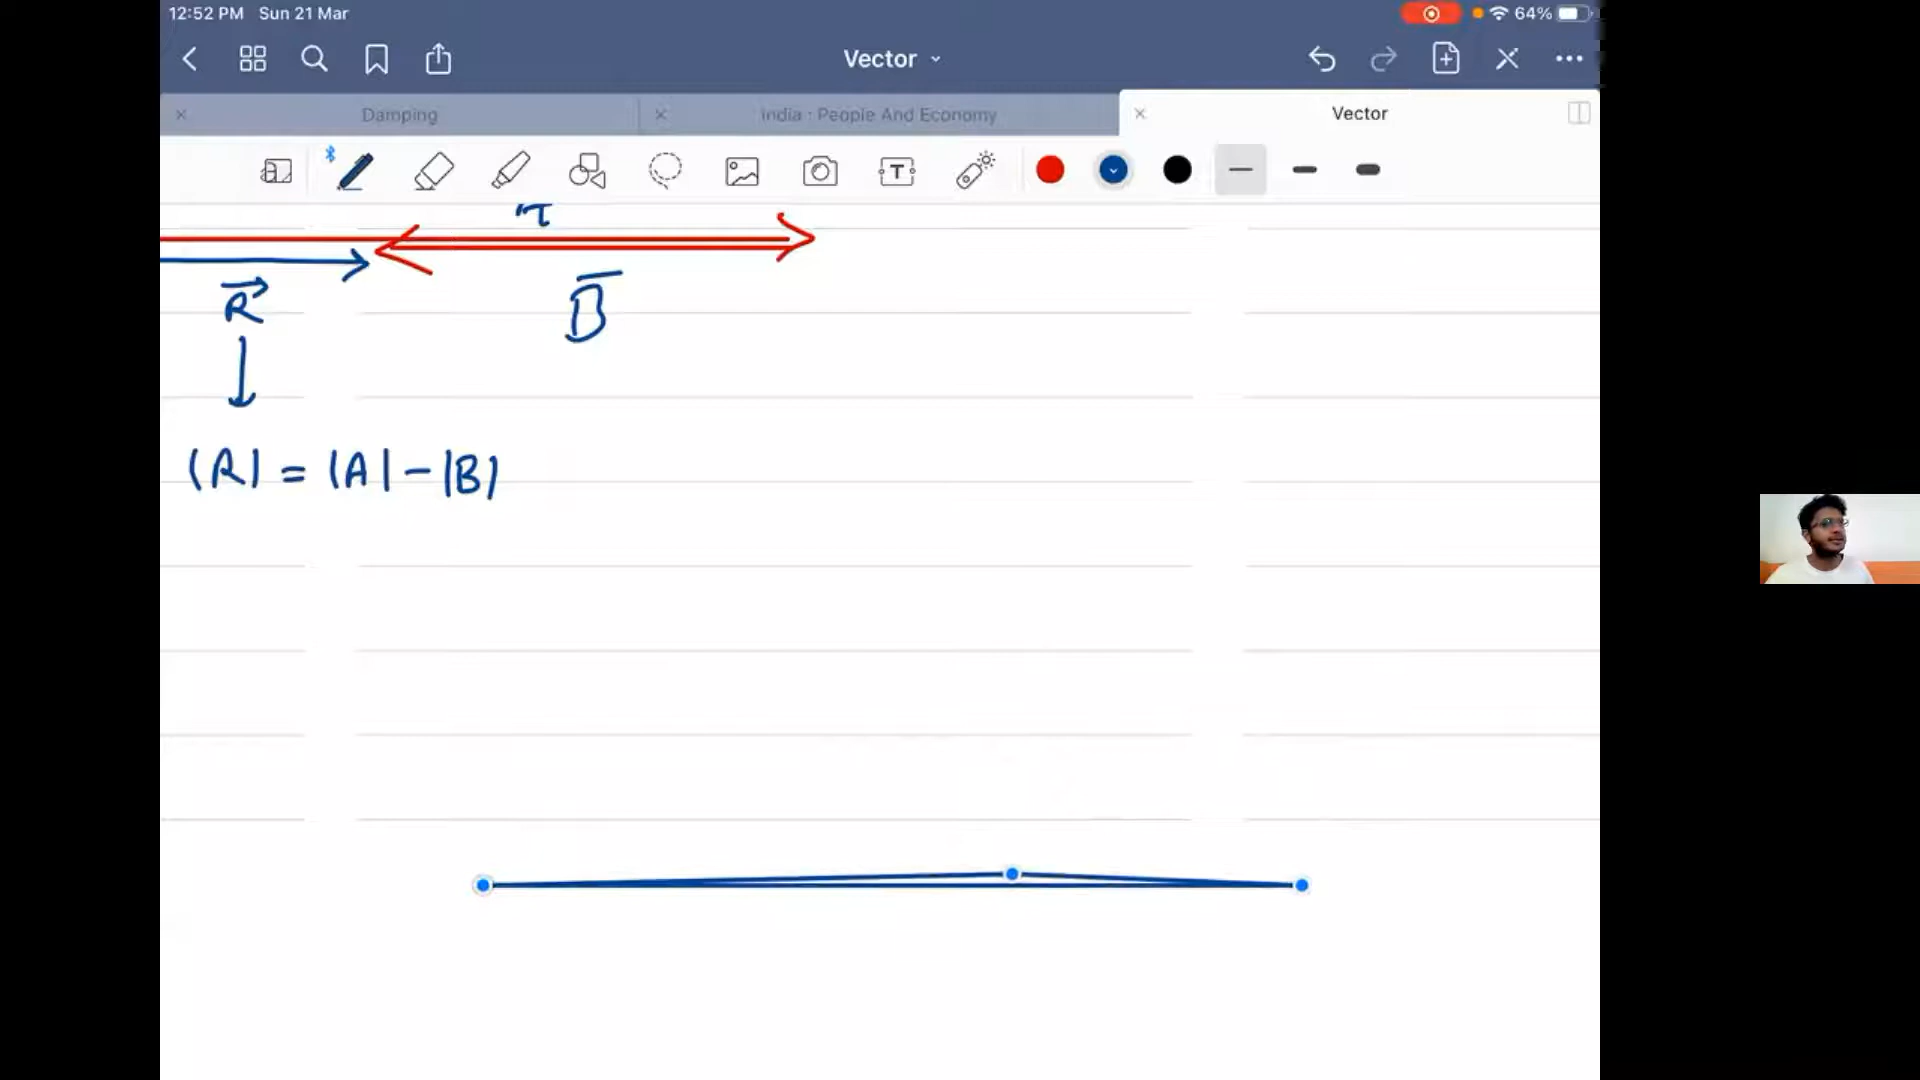 12:52 PM Sun 21 Mar
64%
Vector
Damping
India : People And Economy
Vector
T
π
R⃗
B̄
|R| = |A| - |B|